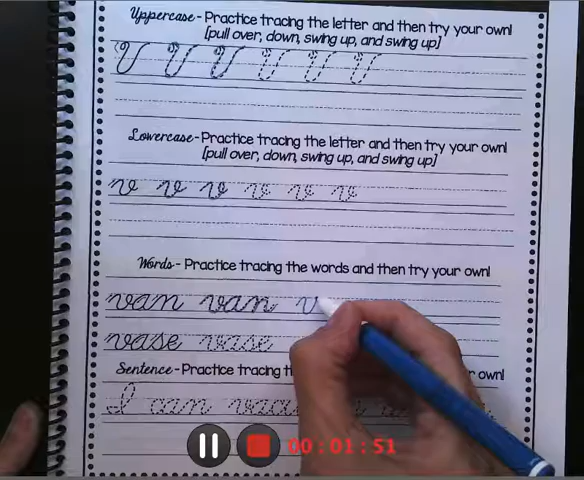 Uppercase - Practice tracing the letter and then try your own!
[pull over, down, swing up, and swing up]
V V V V V V
Lowercase - Practice tracing the letter and then try your own!
[pull over, down, swing up, and swing up]
v v v v v v
Words - Practice tracing the words and then try your own!
van van v
vase vase
Sentence - Practice tracing t own!
I can
00:01:51